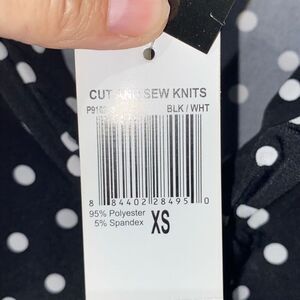 CUT AND SEW KNITS
BLK / WHT
8 84402 28495 0
95% Polyester
5% Spandex
XS